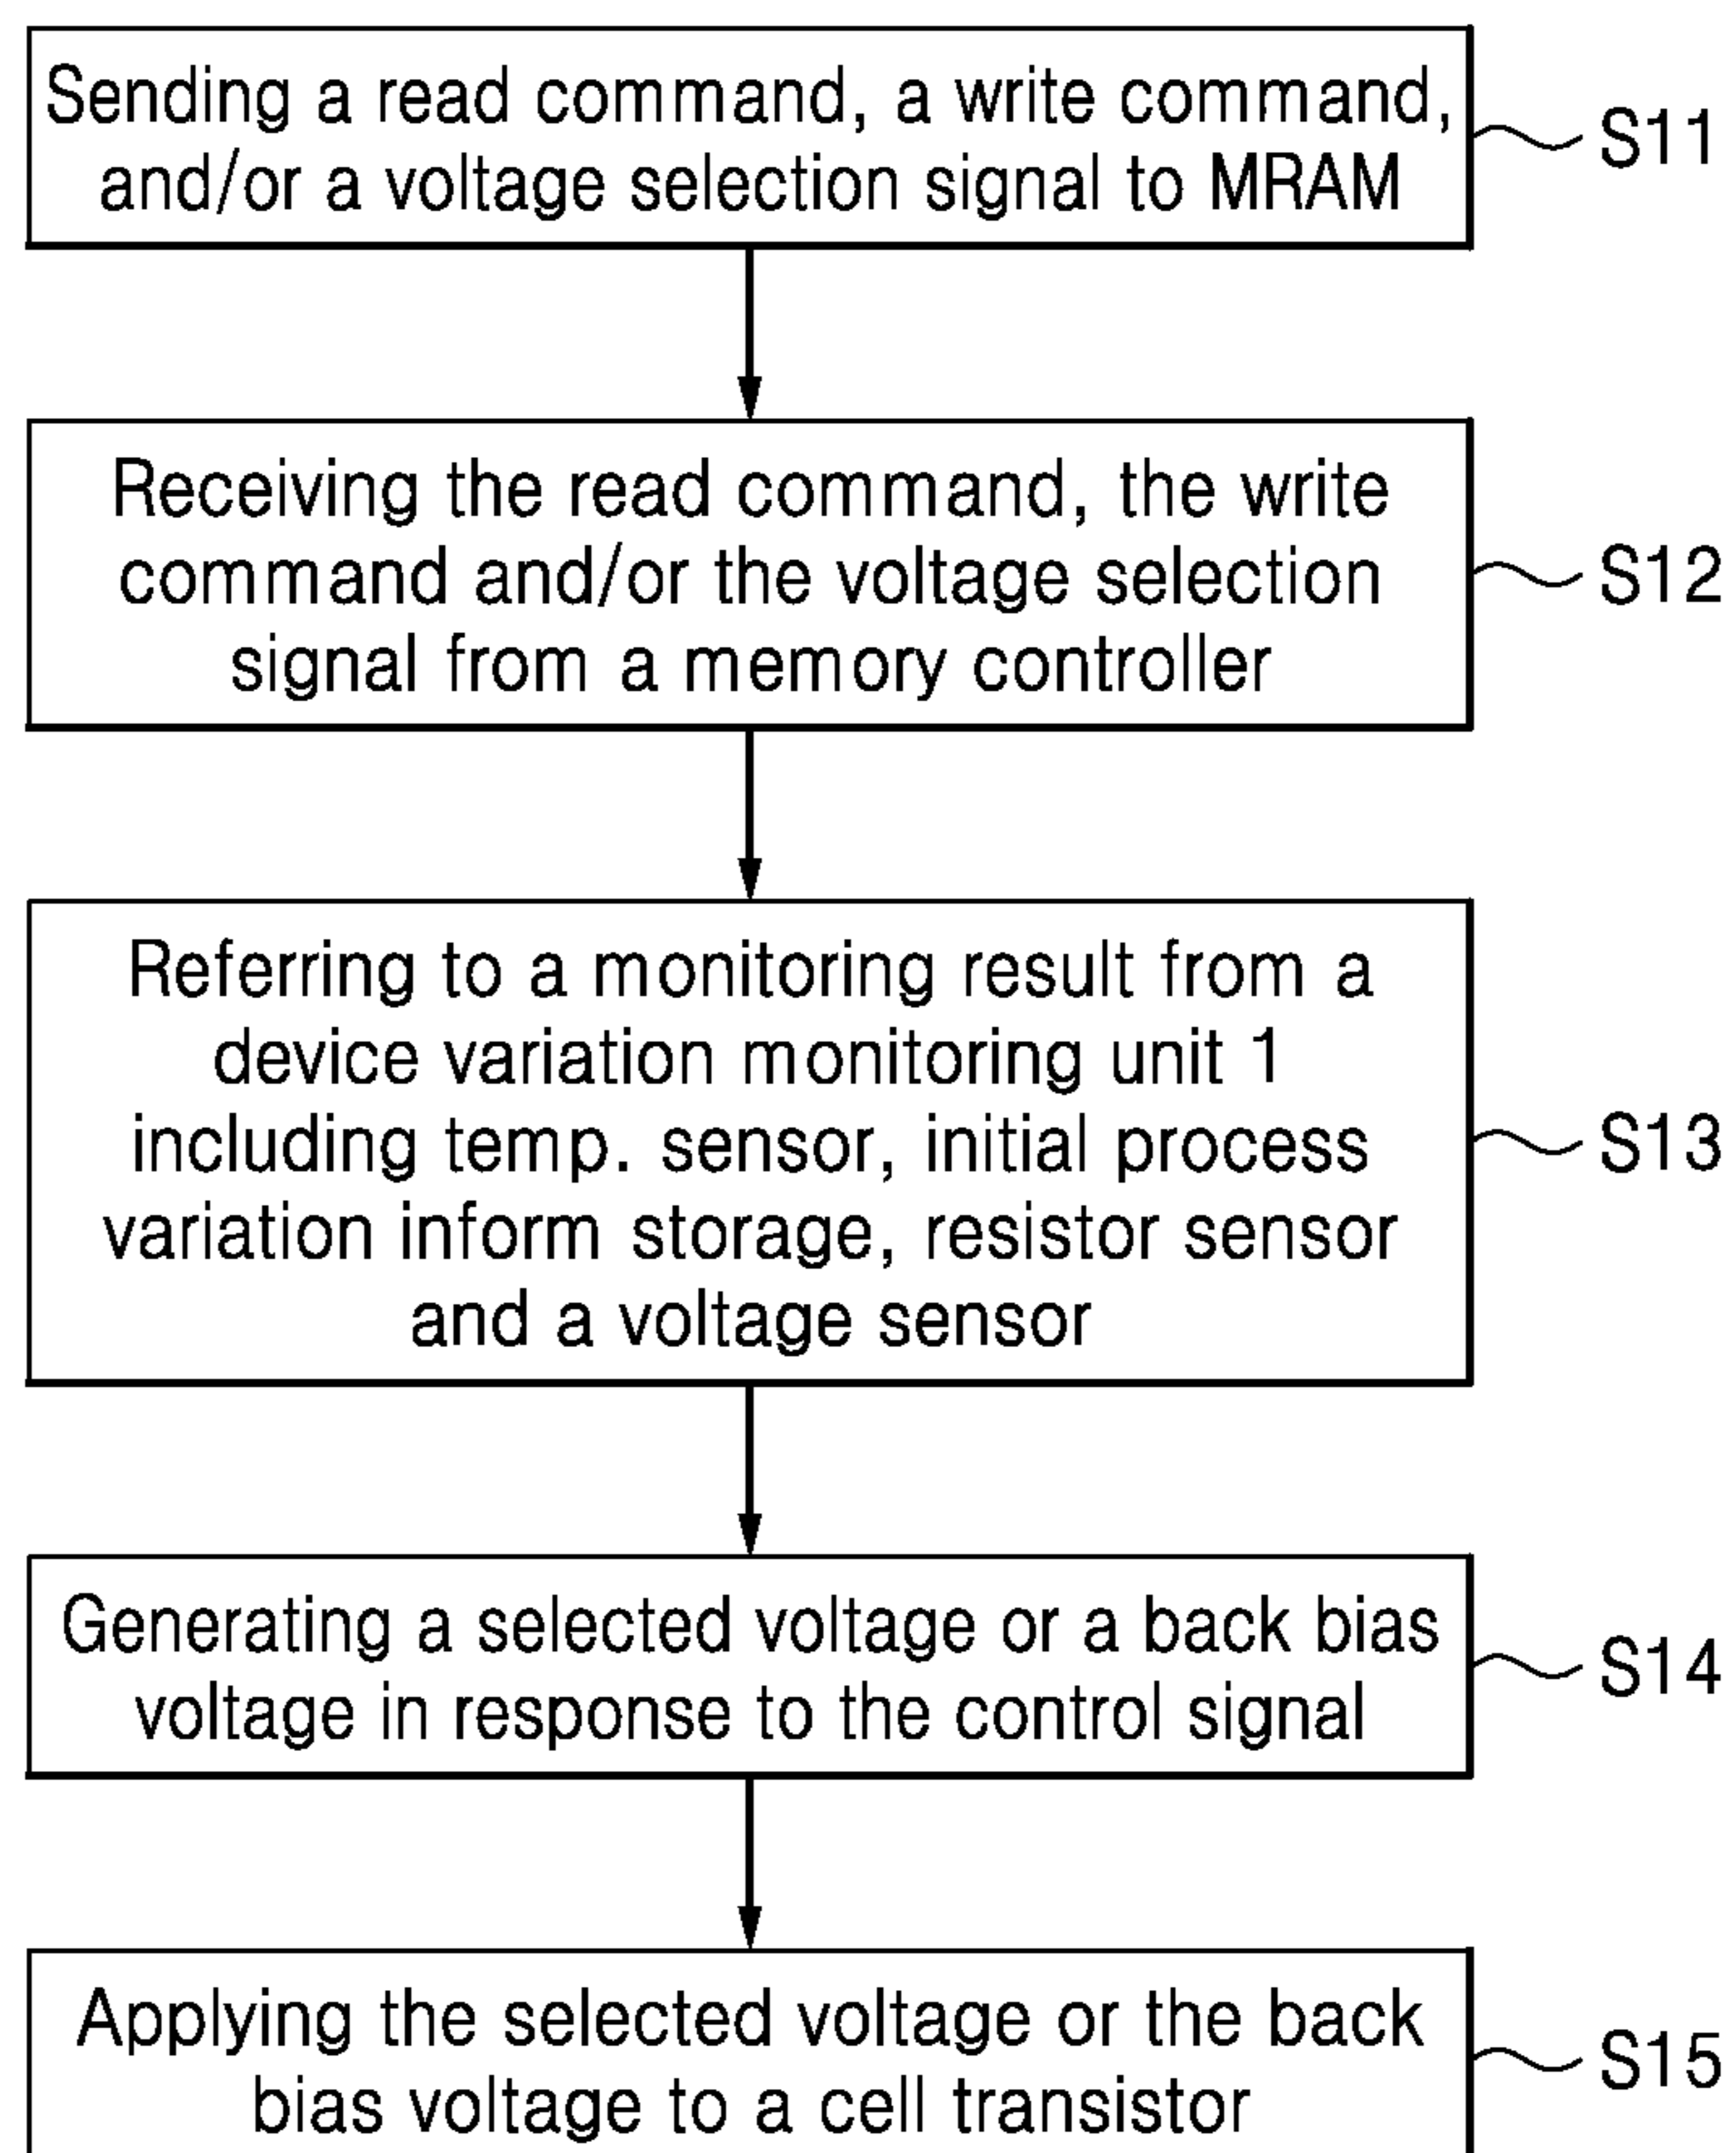 Sending a read command, a write command,
and/or a voltage selection signal to MRAM
S11
Receiving the read command, the write
command and/or the voltage selection
signal from a memory controller
S12
Referring to a monitoring result from a
device variation monitoring unit 1
including temp. sensor, initial process
variation inform storage, resistor sensor
and a voltage sensor
S13
Generating a selected voltage or a back bias
voltage in response to the control signal
S14
Applying the selected voltage or the back
bias voltage to a cell transistor
S15